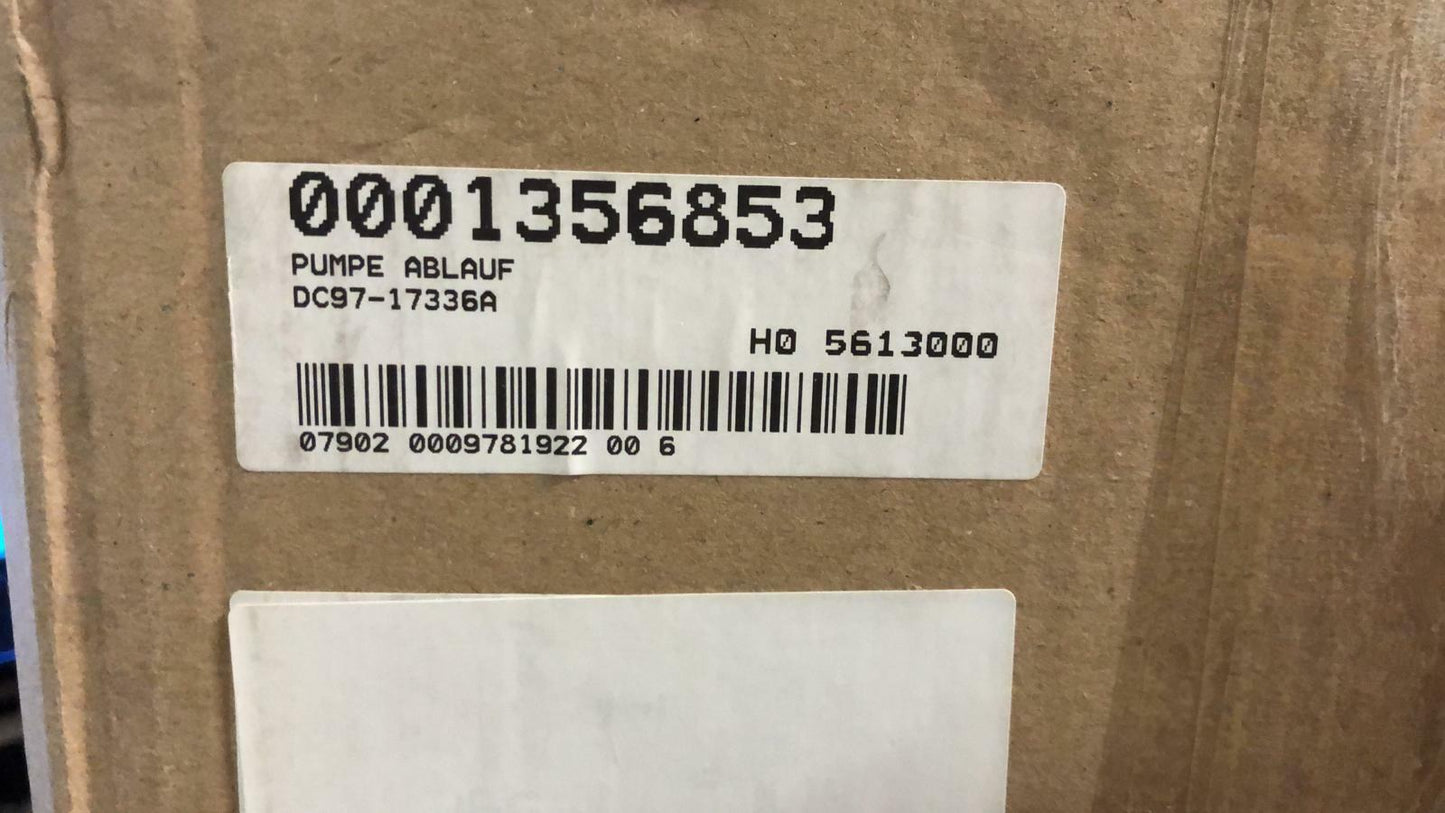 0001356853
PUMPE ABLAUF
DC97-17336A
H0 5613000
07902 0009781922 00 6